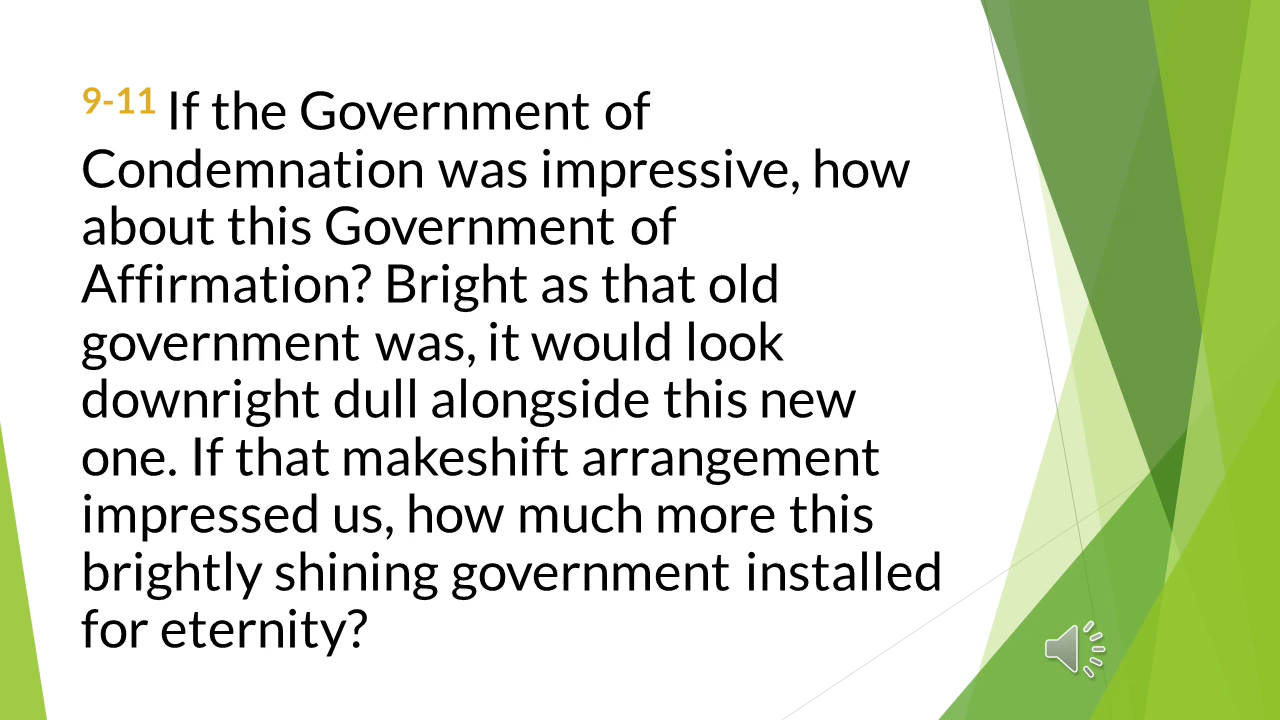 9-11 If the Government of
Condemnation was impressive, how
about this Government of
Affirmation? Bright as that old
government was, it would look
downright dull alongside this new
one. If that makeshift arrangement
impressed us, how much more this
brightly shining government installed
for eternity?